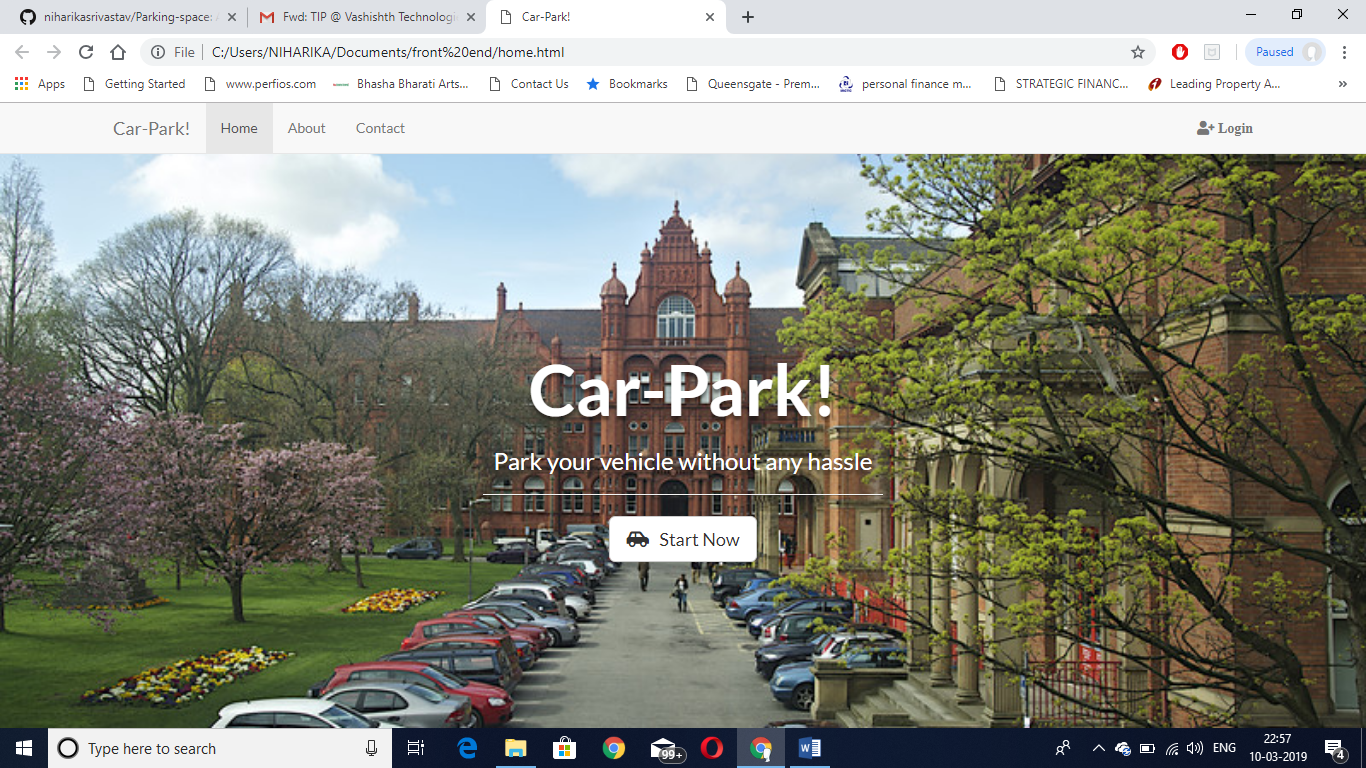 niharikasrivastav/Parking-space: A
Fwd: TIP @ Vashishth Technologi
Car-Park!
File
C:/Users/NIHARIKA/Documents/front%20end/home.html
Paused
Apps
Getting Started
www.perfios.com
Bhasha Bharati Arts...
Contact Us
Bookmarks
Queensgate - Prem...
personal finance m...
STRATEGIC FINANC...
Leading Property A...
»
Car-Park!
Home
About
Contact
Login
Car-Park!
Park your vehicle without any hassle
Start Now
Type here to search
99+
ENG
22:57
10-03-2019
4